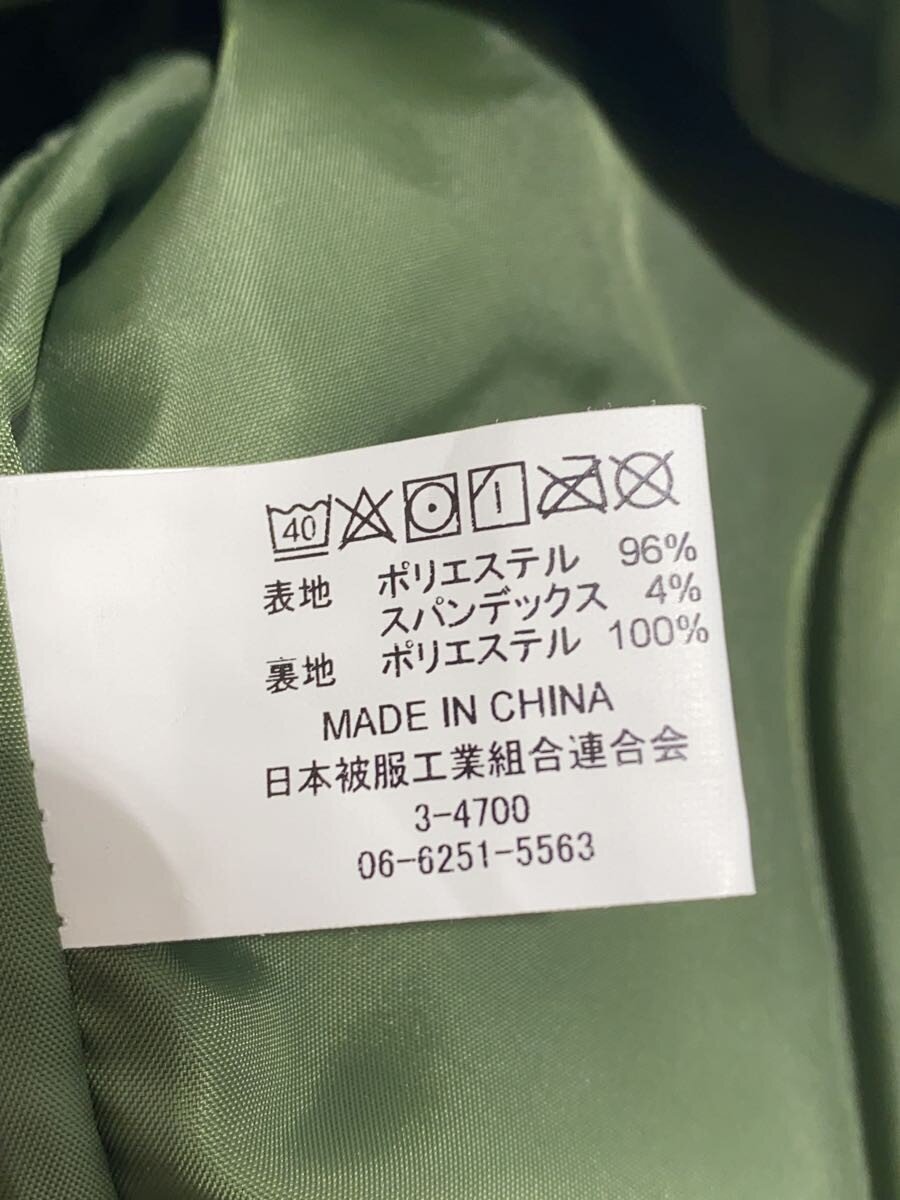 40
表地 ポリエステル 96%
スパンデックス 4%
裏地 ポリエステル 100%
MADE IN CHINA
日本被服工業組合連合会
3-4700
06-6251-5563